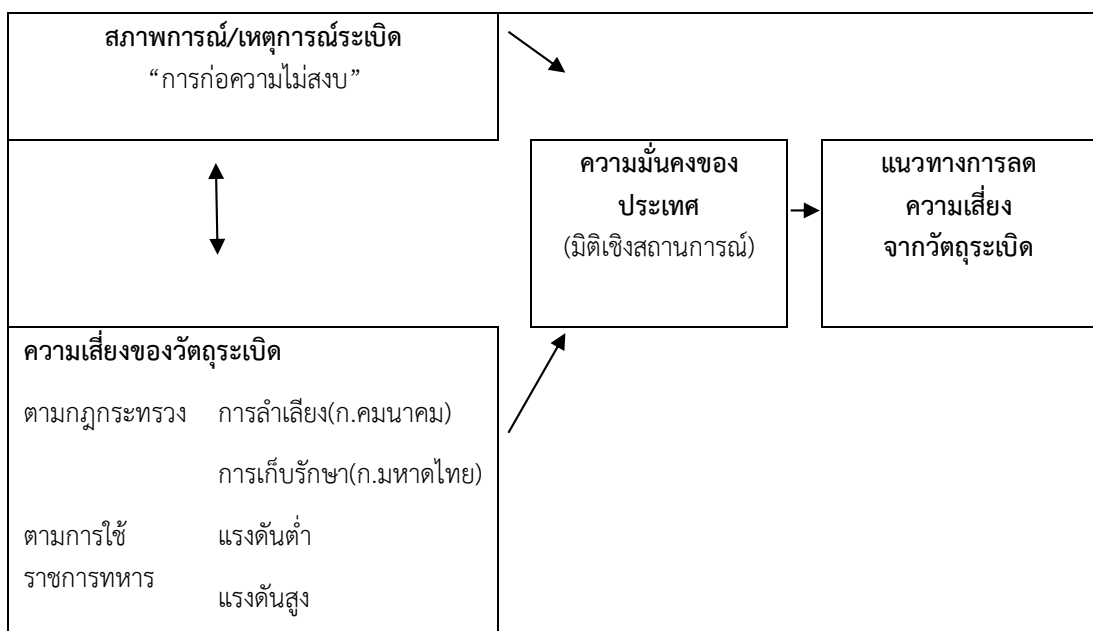 สภาพการณ์/เหตุการณ์ระเบิด
“การก่อความไม่สงบ”
ความมั่นคงของ
ประเทศ
(มิติเชิงสถานการณ์)
แนวทางการลด
ความเสี่ยง
จากวัตถุระเบิด
ความเสี่ยงของวัตถุระเบิด
ตามกฎกระทรวง การลำเลียง(ก.คมนาคม)
การเก็บรักษา(ก.มหาดไทย)
ตามการใช้ แรงดันต่ำ
ราชการทหาร
แรงดันสูง